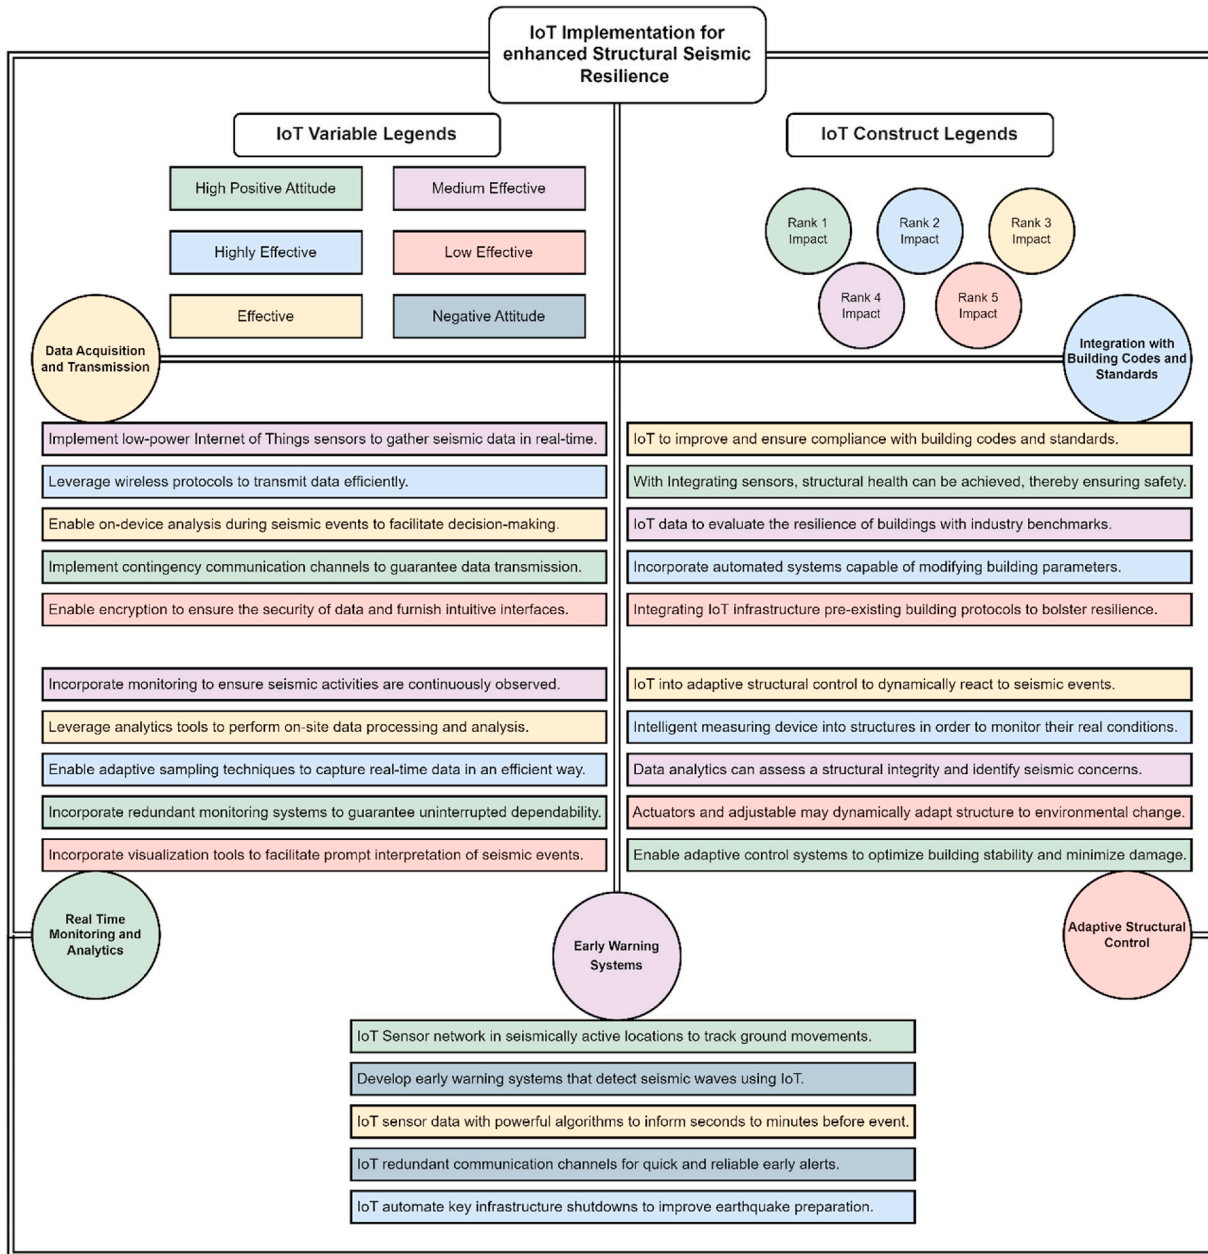 IoT Implementation for
enhanced Structural Seismic
Resilience
IoT Variable Legends
High Positive Attitude
Medium Effective
Highly Effective
Low Effective
Effective
Negative Attitude
IoT Construct Legends
Rank 1
Impact
Rank 2
Impact
Rank 3
Impact
Rank 4
Impact
Rank 5
Impact
Data Acquisition
and Transmission
Implement low-power Internet of Things sensors to gather seismic data in real-time.
Leverage wireless protocols to transmit data efficiently.
Enable on-device analysis during seismic events to facilitate decision-making.
Implement contingency communication channels to guarantee data transmission.
Enable encryption to ensure the security of data and furnish intuitive interfaces.
Integration with
Building Codes and
Standards
IoT to improve and ensure compliance with building codes and standards.
With Integrating sensors, structural health can be achieved, thereby ensuring safety.
IoT data to evaluate the resilience of buildings with industry benchmarks.
Incorporate automated systems capable of modifying building parameters.
Integrating IoT infrastructure pre-existing building protocols to bolster resilience.
Incorporate monitoring to ensure seismic activities are continuously observed.
Leverage analytics tools to perform on-site data processing and analysis.
Enable adaptive sampling techniques to capture real-time data in an efficient way.
Incorporate redundant monitoring systems to guarantee uninterrupted dependability.
Incorporate visualization tools to facilitate prompt interpretation of seismic events.
Real Time
Monitoring and
Analytics
IoT into adaptive structural control to dynamically react to seismic events.
Intelligent measuring device into structures in order to monitor their real conditions.
Data analytics can assess a structural integrity and identify seismic concerns.
Actuators and adjustable may dynamically adapt structure to environmental change.
Enable adaptive control systems to optimize building stability and minimize damage.
Adaptive Structural
Control
Early Warning
Systems
IoT Sensor network in seismically active locations to track ground movements.
Develop early warning systems that detect seismic waves using IoT.
IoT sensor data with powerful algorithms to inform seconds to minutes before event.
IoT redundant communication channels for quick and reliable early alerts.
IoT automate key infrastructure shutdowns to improve earthquake preparation.